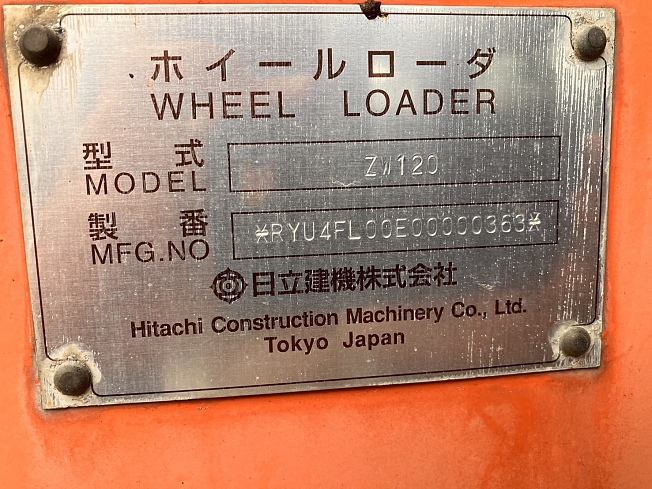 ホイールローダ
WHEEL LOADER
型式
MODEL
ZW120
製番
MFG.NO
*RYU4FL00E00000363*
日立建機株式会社
Hitachi Construction Machinery Co., Ltd.
Tokyo Japan